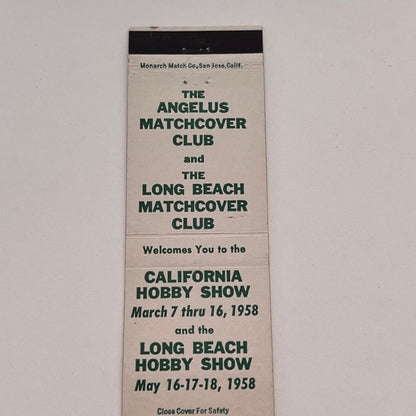 Monarch Match Co, San Jose, Calif.
THE
ANGELUS
MATCHCOVER
CLUB
and
THE
LONG BEACH
MATCHCOVER
CLUB
Welcomes You to the
CALIFORNIA
HOBBY SHOW
March 7 thru 16, 1958
and the
LONG BEACH
HOBBY SHOW
May 16-17-18, 1958
Close Cover For Safety